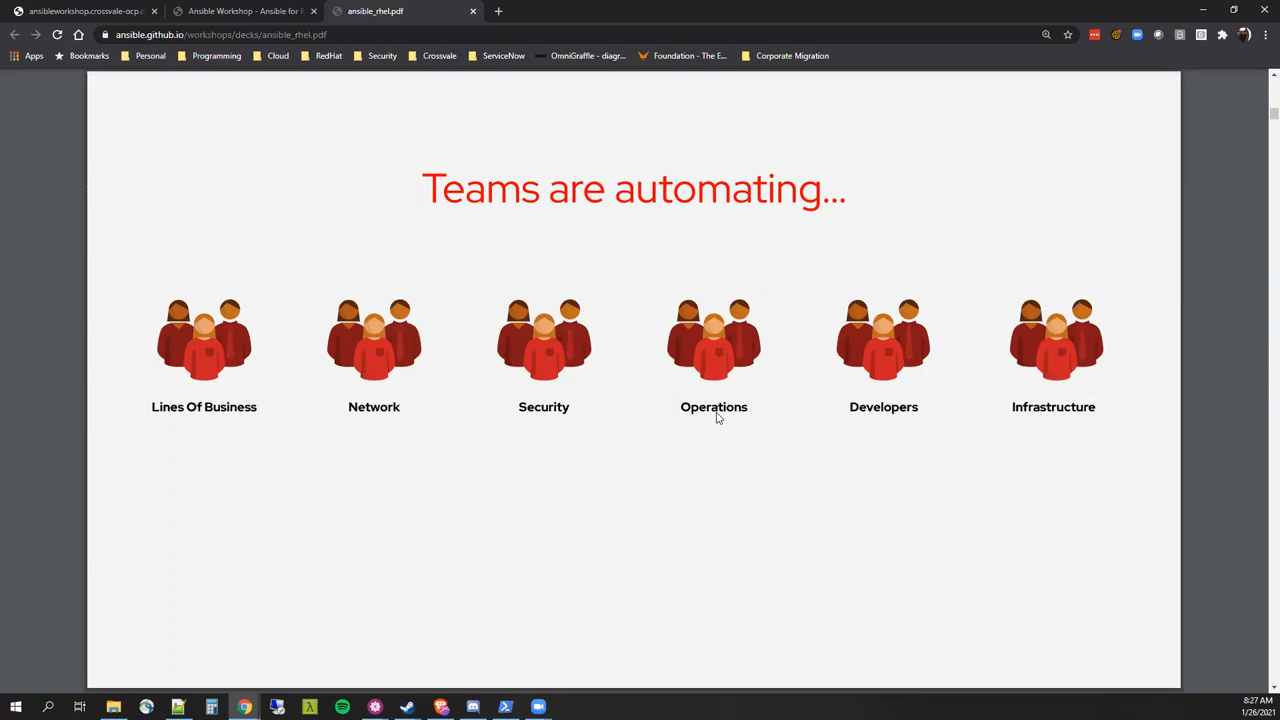 ansibleworkshop.crossvale-ocp.c
Ansible Workshop - Ansible for R
ansible_rhel.pdf
ansible.github.io/workshops/decks/ansible_rhel.pdf
Apps
Bookmarks
Personal
Programming
Cloud
RedHat
Security
Crossvale
ServiceNow
OmniGraffle - diagr...
Foundation - The E...
Corporate Migration
Teams are automating...
Lines Of Business
Network
Security
Operations
Developers
Infrastructure
8:27 AM
1/26/2021